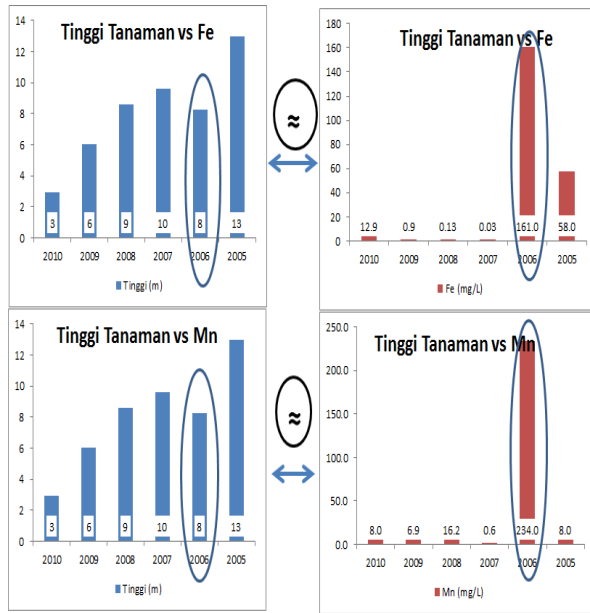 Tinggi Tanaman vs Fe
14
12
10
8
6
4
2
0
3 6 9 10 8 13
2010 2009 2008 2007 2006 2005
Tinggi (m)
≈
Tinggi Tanaman vs Fe
180
160
140
120
100
80
60
40
20
0
12.9 0.9 0.13 0.03 161.0 58.0
2010 2009 2008 2007 2006 2005
Fe (mg/L)
Tinggi Tanaman vs Mn
14
12
10
8
6
4
2
0
3 6 9 10 8 13
2010 2009 2008 2007 2006 2005
Tinggi (m)
≈
Tinggi Tanaman vs Mn
250.0
200.0
150.0
100.0
50.0
0.0
8.0 6.9 16.2 0.6 234.0 8.0
2010 2009 2008 2007 2006 2005
Mn (mg/L)